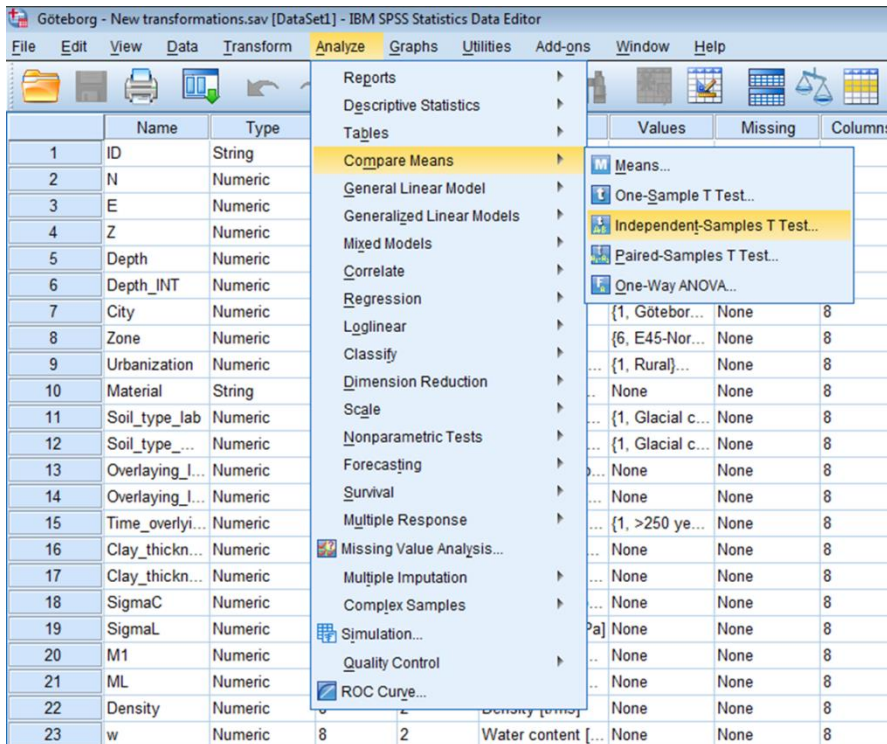 Göteborg - New transformations.sav [DataSet1] - IBM SPSS Statistics Data Editor
File Edit View Data Transform Analyze Graphs Utilities Add-ons Window Help
Name Type Values Missing Columns
Reports
Descriptive Statistics
Tables
Compare Means
General Linear Model
Generalized Linear Models
Mixed Models
Correlate
Regression
Loglinear
Classify
Dimension Reduction
Scale
Nonparametric Tests
Forecasting
Survival
Multiple Response
Missing Value Analysis...
Multiple Imputation
Complex Samples
Simulation...
Quality Control
ROC Curve...
Means...
One-Sample T Test...
Independent-Samples T Test...
Paired-Samples T Test...
One-Way ANOVA...
1 ID String
2 N Numeric
3 E Numeric
4 Z Numeric
5 Depth Numeric
6 Depth_INT Numeric
7 City Numeric {1, Götebor... None 8
8 Zone Numeric {6, E45-Nor... None 8
9 Urbanization Numeric ... {1, Rural}... None 8
10 Material String .. None None 8
11 Soil_type_lab Numeric ... {1, Glacial c... None 8
12 Soil_type_... Numeric ... {1, Glacial c... None 8
13 Overlaying_l... Numeric ... None None 8
14 Overlaying_l... Numeric ... None None 8
15 Time_overlyi... Numeric ... {1, >250 ye... None 8
16 Clay_thickn... Numeric .. None None 8
17 Clay_thickn... Numeric ... None None 8
18 SigmaC Numeric ... None None 8
19 SigmaL Numeric Pa] None None 8
20 M1 Numeric .. None None 8
21 ML Numeric .. None None 8
22 Density Numeric 8 2 Density [t/m3] None None 8
23 w Numeric 8 2 Water content [... None None 8